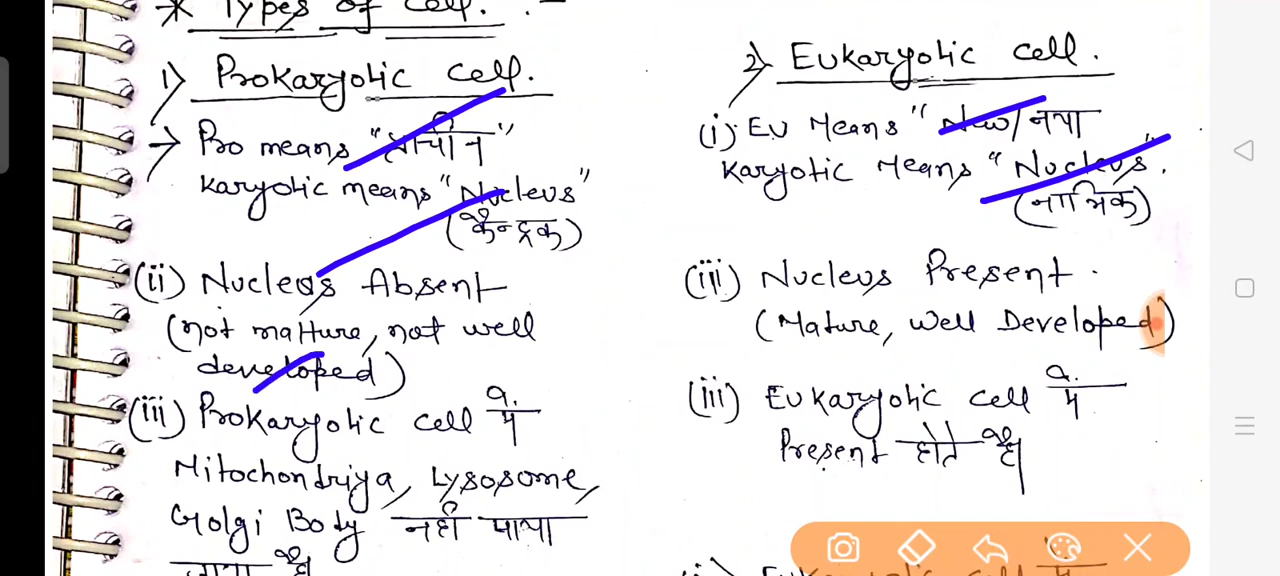 * Types of Cell. -
1) Prokaryotic Cell.
→ Pro means "प्राचीन"
Karyotic means "Nucleus"
(केन्द्रक)
(ii) Nucleus Absent
(not matture, not well
developed)
(iii) Prokaryotic cell में
Mitochondriya, Lysosome,
Golgi Body नहीं पाया
जाता है
2) Eukaryotic cell.
(i) EU Means "New/नया
Karyotic Means "Nucleus".
(नाभिक)
(ii) Nucleus Present.
(Mature, Well Developed)
(iii) Eukaryotic cell में
Present होते हैं